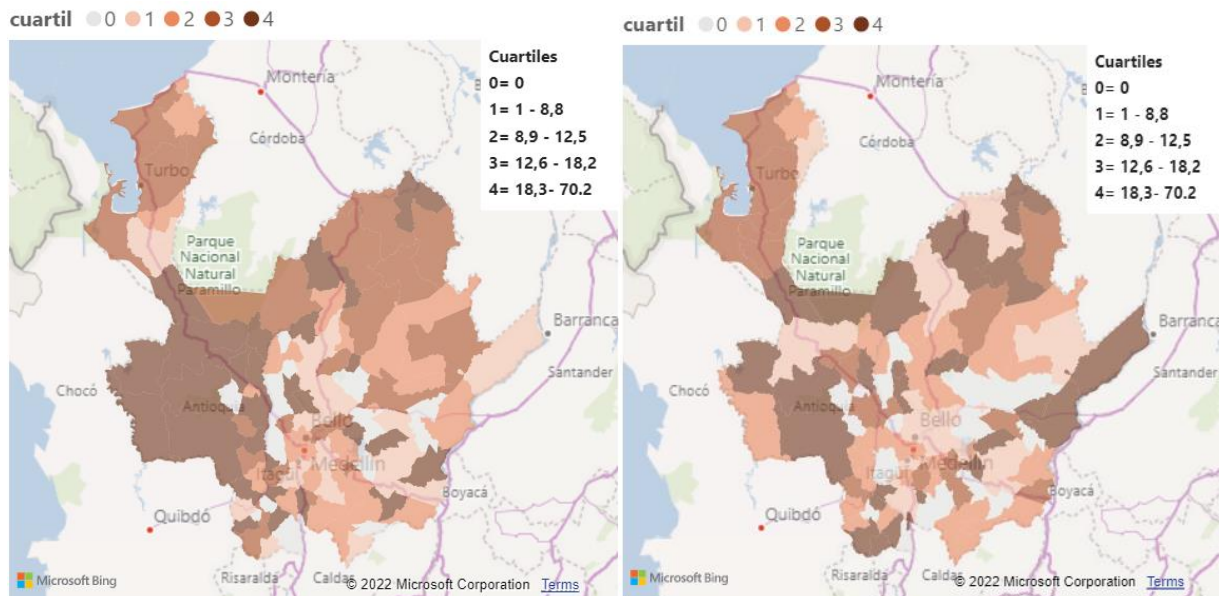 cuartil 0 1 2 3 4
Cuartiles
0= 0
1= 1 - 8,8
2= 8,9 - 12,5
3= 12,6 - 18,2
4= 18,3- 70.2
Montería
Córdoba
Turbo
Parque
Nacional
Natural
Paramillo
Barranca
Santander
Chocó
Antioquia
Bello
Medellín
Itagüí
Boyacá
Quibdó
Risaralda
Caldas
Microsoft Bing
© 2022 Microsoft Corporation Terms
cuartil 0 1 2 3 4
Cuartiles
0= 0
1= 1 - 8,8
2= 8,9 - 12,5
3= 12,6 - 18,2
4= 18,3- 70.2
Montería
Córdoba
Turbo
Parque
Nacional
Natural
Paramillo
Barranca
Santander
Chocó
Antioquia
Bello
Medellín
Itagüí
Boyacá
Quibdó
Risaralda
Caldas
Microsoft Bing
© 2022 Microsoft Corporation Terms